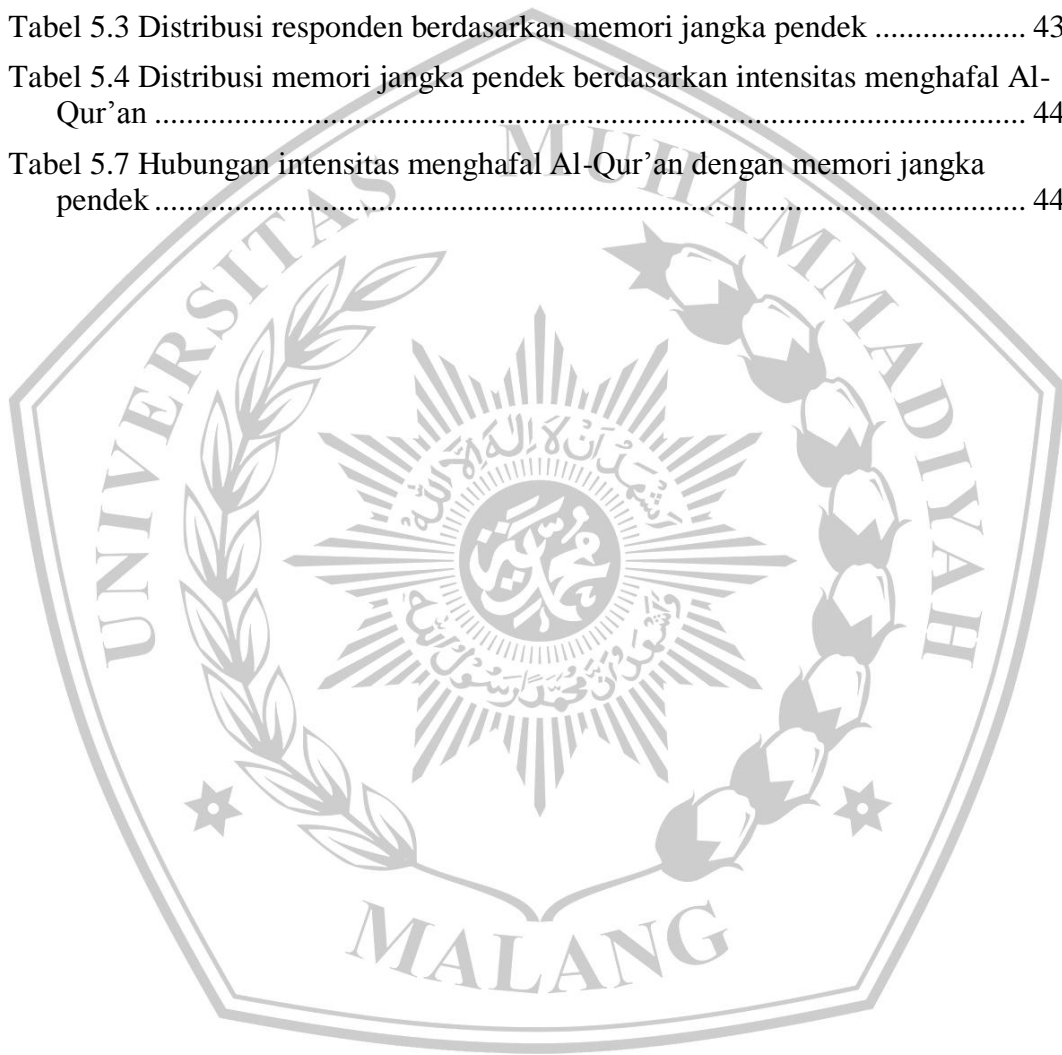 Tabel 5.3 Distribusi responden berdasarkan memori jangka pendek .................. 43
Tabel 5.4 Distribusi memori jangka pendek berdasarkan intensitas menghafal Al-
Qur’an ....................................................................................................... 44
Tabel 5.7 Hubungan intensitas menghafal Al-Qur’an dengan memori jangka
pendek ....................................................................................................... 44
UNIVERSITAS MUHAMMADIYAH
MALANG